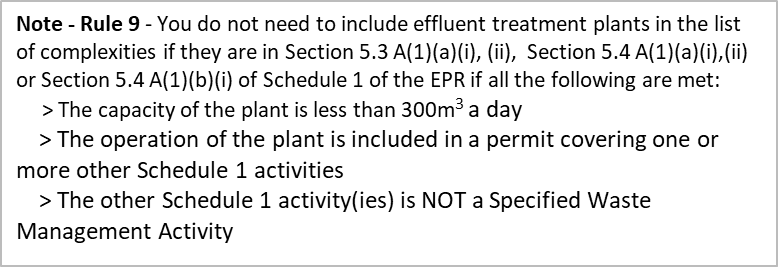 Note - Rule 9 - You do not need to include effluent treatment plants in the list
of complexities if they are in Section 5.3 A(1)(a)(i), (ii),  Section 5.4 A(1)(a)(i),(ii)
or Section 5.4 A(1)(b)(i) of Schedule 1 of the EPR if all the following are met:
> The capacity of the plant is less than 300m³ a day
> The operation of the plant is included in a permit covering one or
more other Schedule 1 activities
> The other Schedule 1 activity(ies) is NOT a Specified Waste
Management Activity